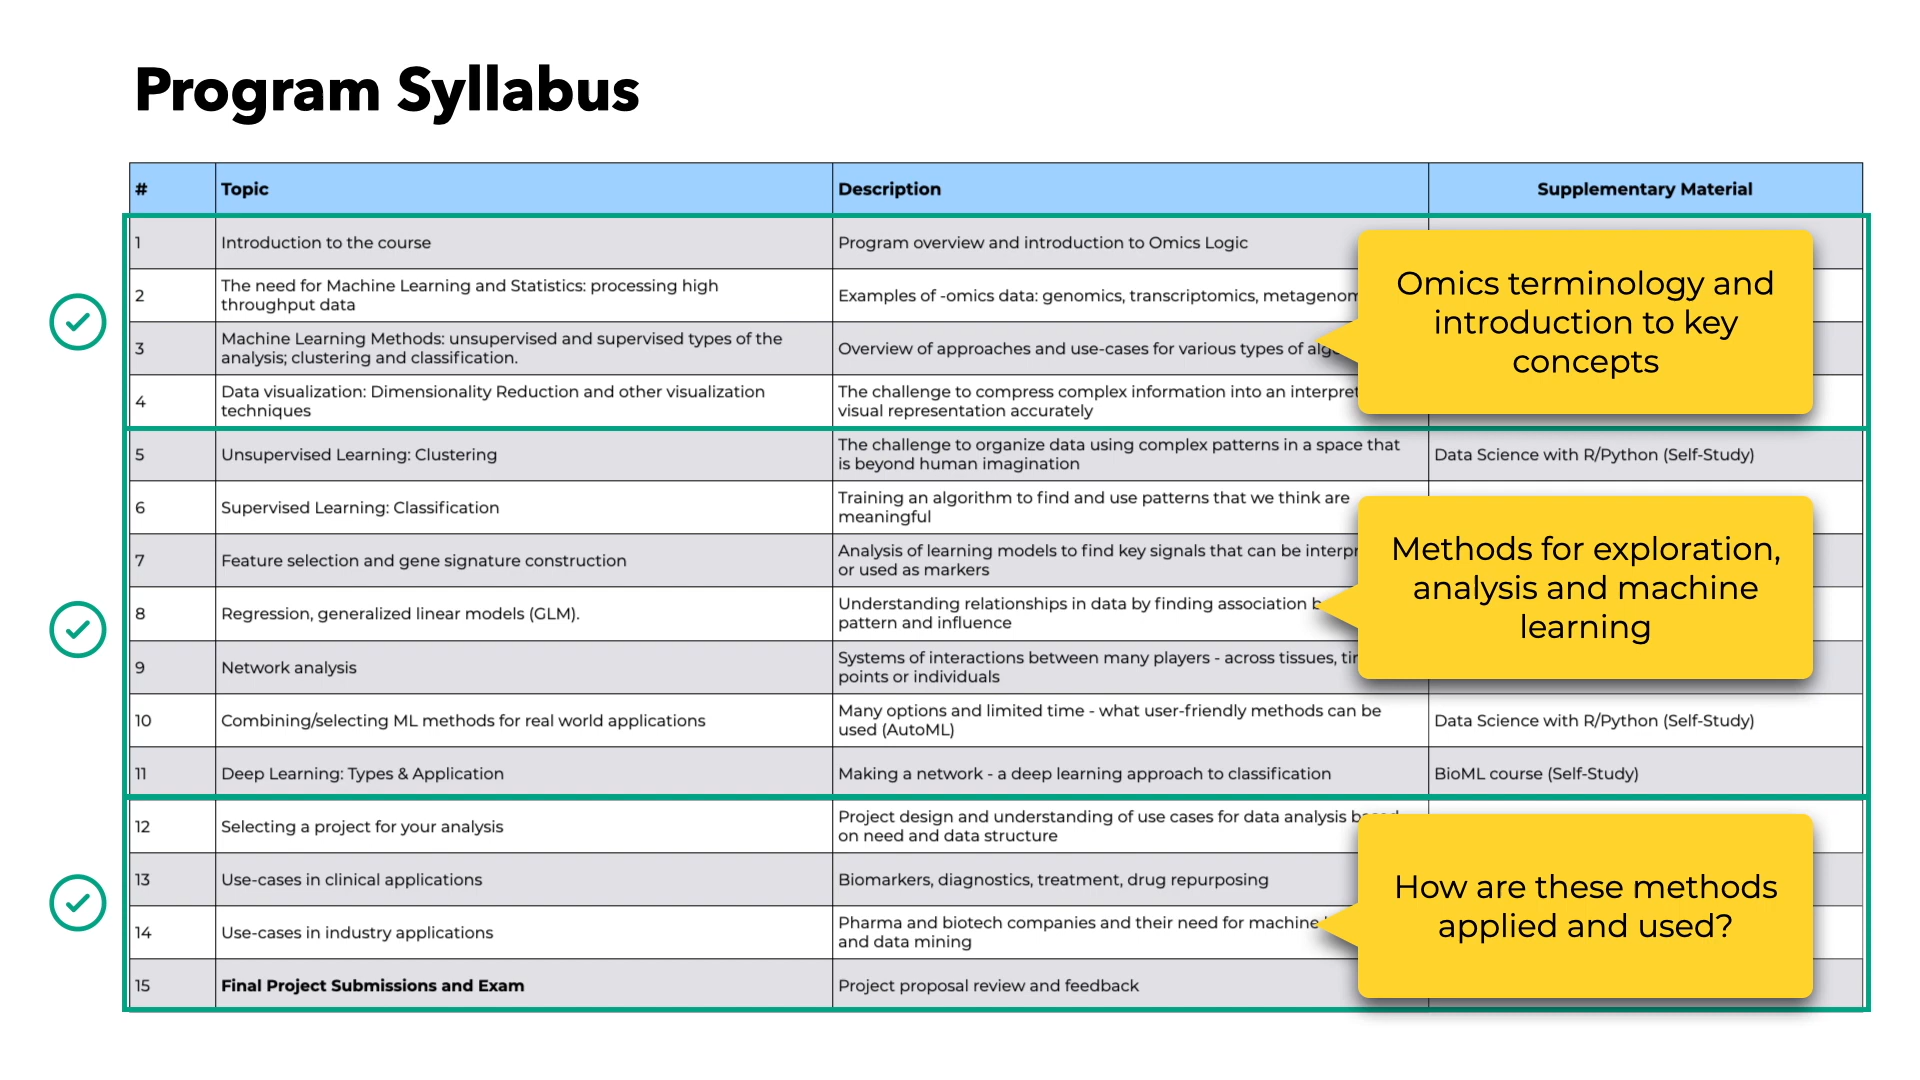 Program Syllabus
# Topic Description Supplementary Material
1 Introduction to the course Program overview and introduction to Omics Logic
2 The need for Machine Learning and Statistics: processing high
throughput data
Examples of -omics data: genomics, transcriptomics,
3 Machine Learning Methods: unsupervised and supervised types of the
analysis; clustering and classification.
Overview of approaches and use-cases for various types of
4 Data visualization: Dimensionality Reduction and other visualization
techniques
The challenge to compress complex information into an
visual representation accurately
Omics terminology and
introduction to key
concepts
5 Unsupervised Learning: Clustering
The challenge to organize data using complex patterns in a space that
is beyond human imagination
Data Science with R/Python (Self-Study)
6 Supervised Learning: Classification
Training an algorithm to find and use patterns that we think are
meaningful
7 Feature selection and gene signature construction
Analysis of learning models to find key signals that can be
or used as markers
8 Regression, generalized linear models (GLM).
Understanding relationships in data by finding association
pattern and influence
9 Network analysis
Systems of interactions between many players - across tissues,
points or individuals
Methods for exploration,
analysis and machine
learning
10 Combining/selecting ML methods for real world applications
Many options and limited time - what user-friendly methods can be
used (AutoML)
Data Science with R/Python (Self-Study)
11 Deep Learning: Types & Application Making a network - a deep learning approach to classification BioML course (Self-Study)
12 Selecting a project for your analysis
Project design and understanding of use cases for data analysis based
on need and data structure
13 Use-cases in clinical applications Biomarkers, diagnostics, treatment, drug repurposing
14 Use-cases in industry applications
Pharma and biotech companies and their need for machine
and data mining
15 Final Project Submissions and Exam Project proposal review and feedback
How are these methods
applied and used?